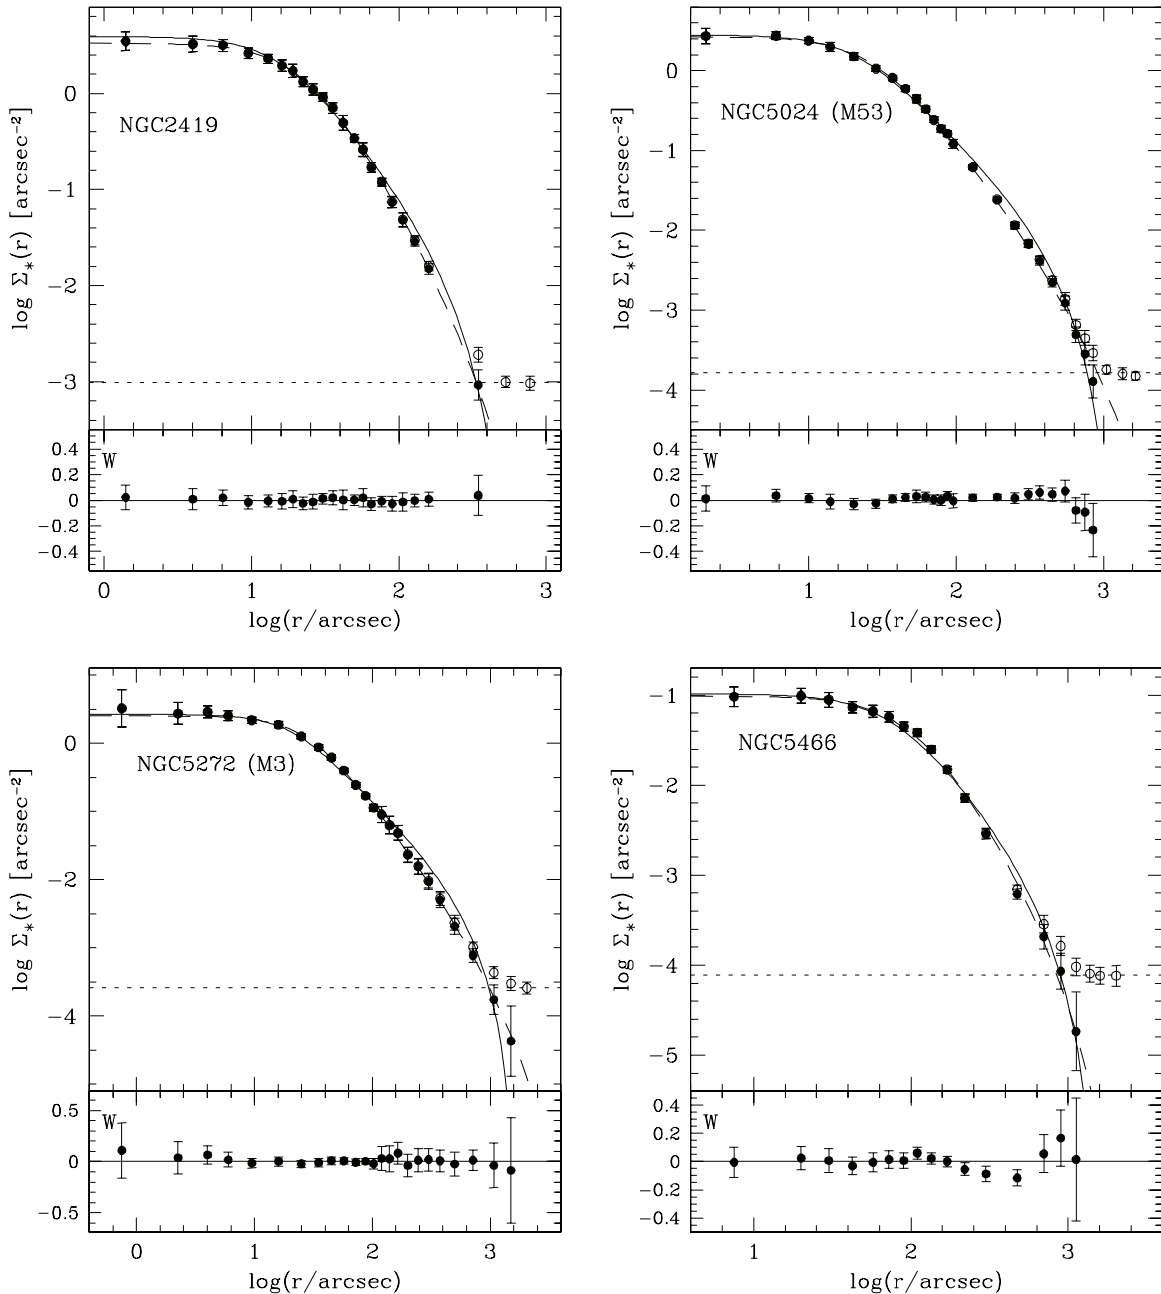 log Σ*(r) [arcsec⁻²]
0
−1
−2
−3
NGC2419
W
0.4
0.2
0
−0.2
−0.4
0 1 2 3
log(r/arcsec)
log Σ*(r) [arcsec⁻²]
0
−1
−2
−3
−4
NGC5024 (M53)
W
0.4
0.2
0
−0.2
−0.4
1 2 3
log(r/arcsec)
log Σ*(r) [arcsec⁻²]
0
−2
−4
NGC5272 (M3)
W
0.5
0
−0.5
0 1 2 3
log(r/arcsec)
log Σ*(r) [arcsec⁻²]
−1
−2
−3
−4
−5
NGC5466
W
0.4
0.2
0
−0.2
−0.4
1 2 3
log(r/arcsec)